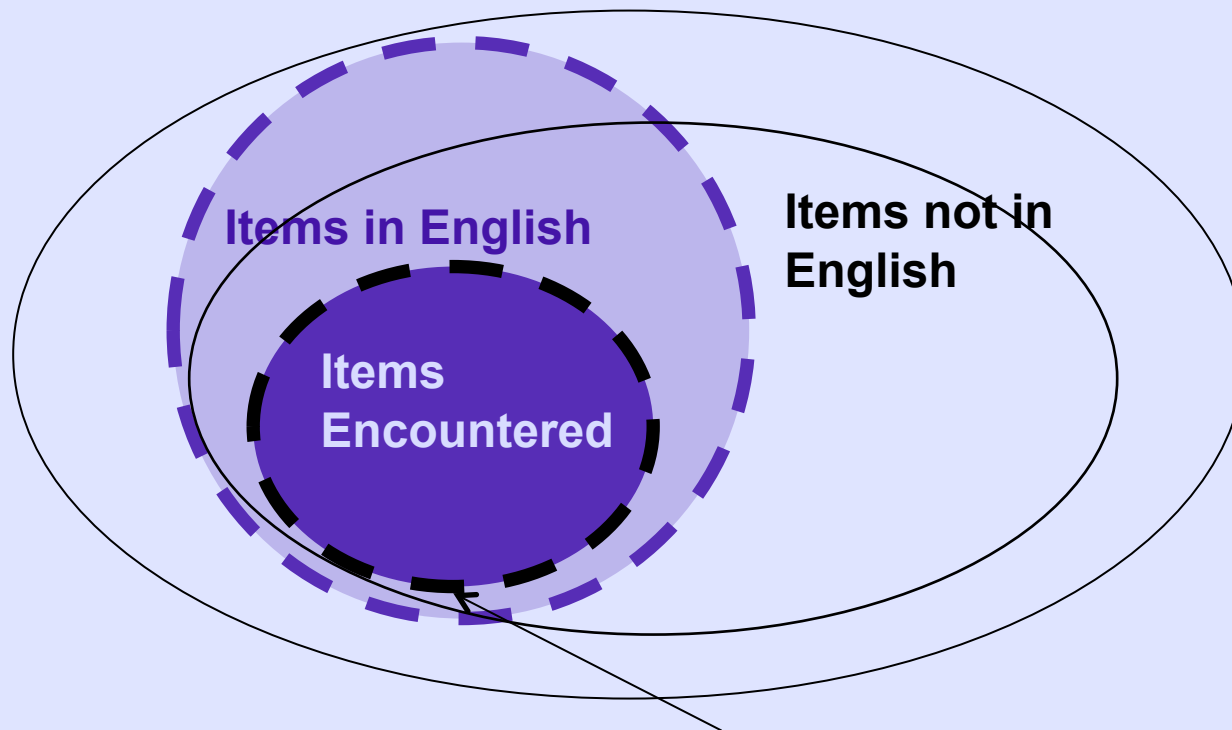 Items in English
Items not in
English
Items
Encountered